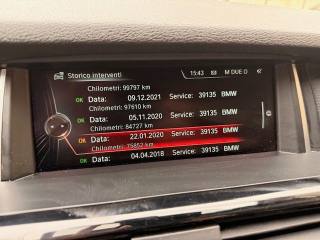 Storico interventi 15:43 M DUE O
Chilometri: 99797 km
OK Data: 09.12.2021 Service: 39135 BMW
Chilometri: 97610 km
OK Data: 05.11.2020 Service: 39135 BMW
Chilometri: 84727 km
OK Data: 22.01.2020 Service: 39135 BMW
Chilometri: 75852 km
OK Data: 04.04.2018 Service: 39135 BMW